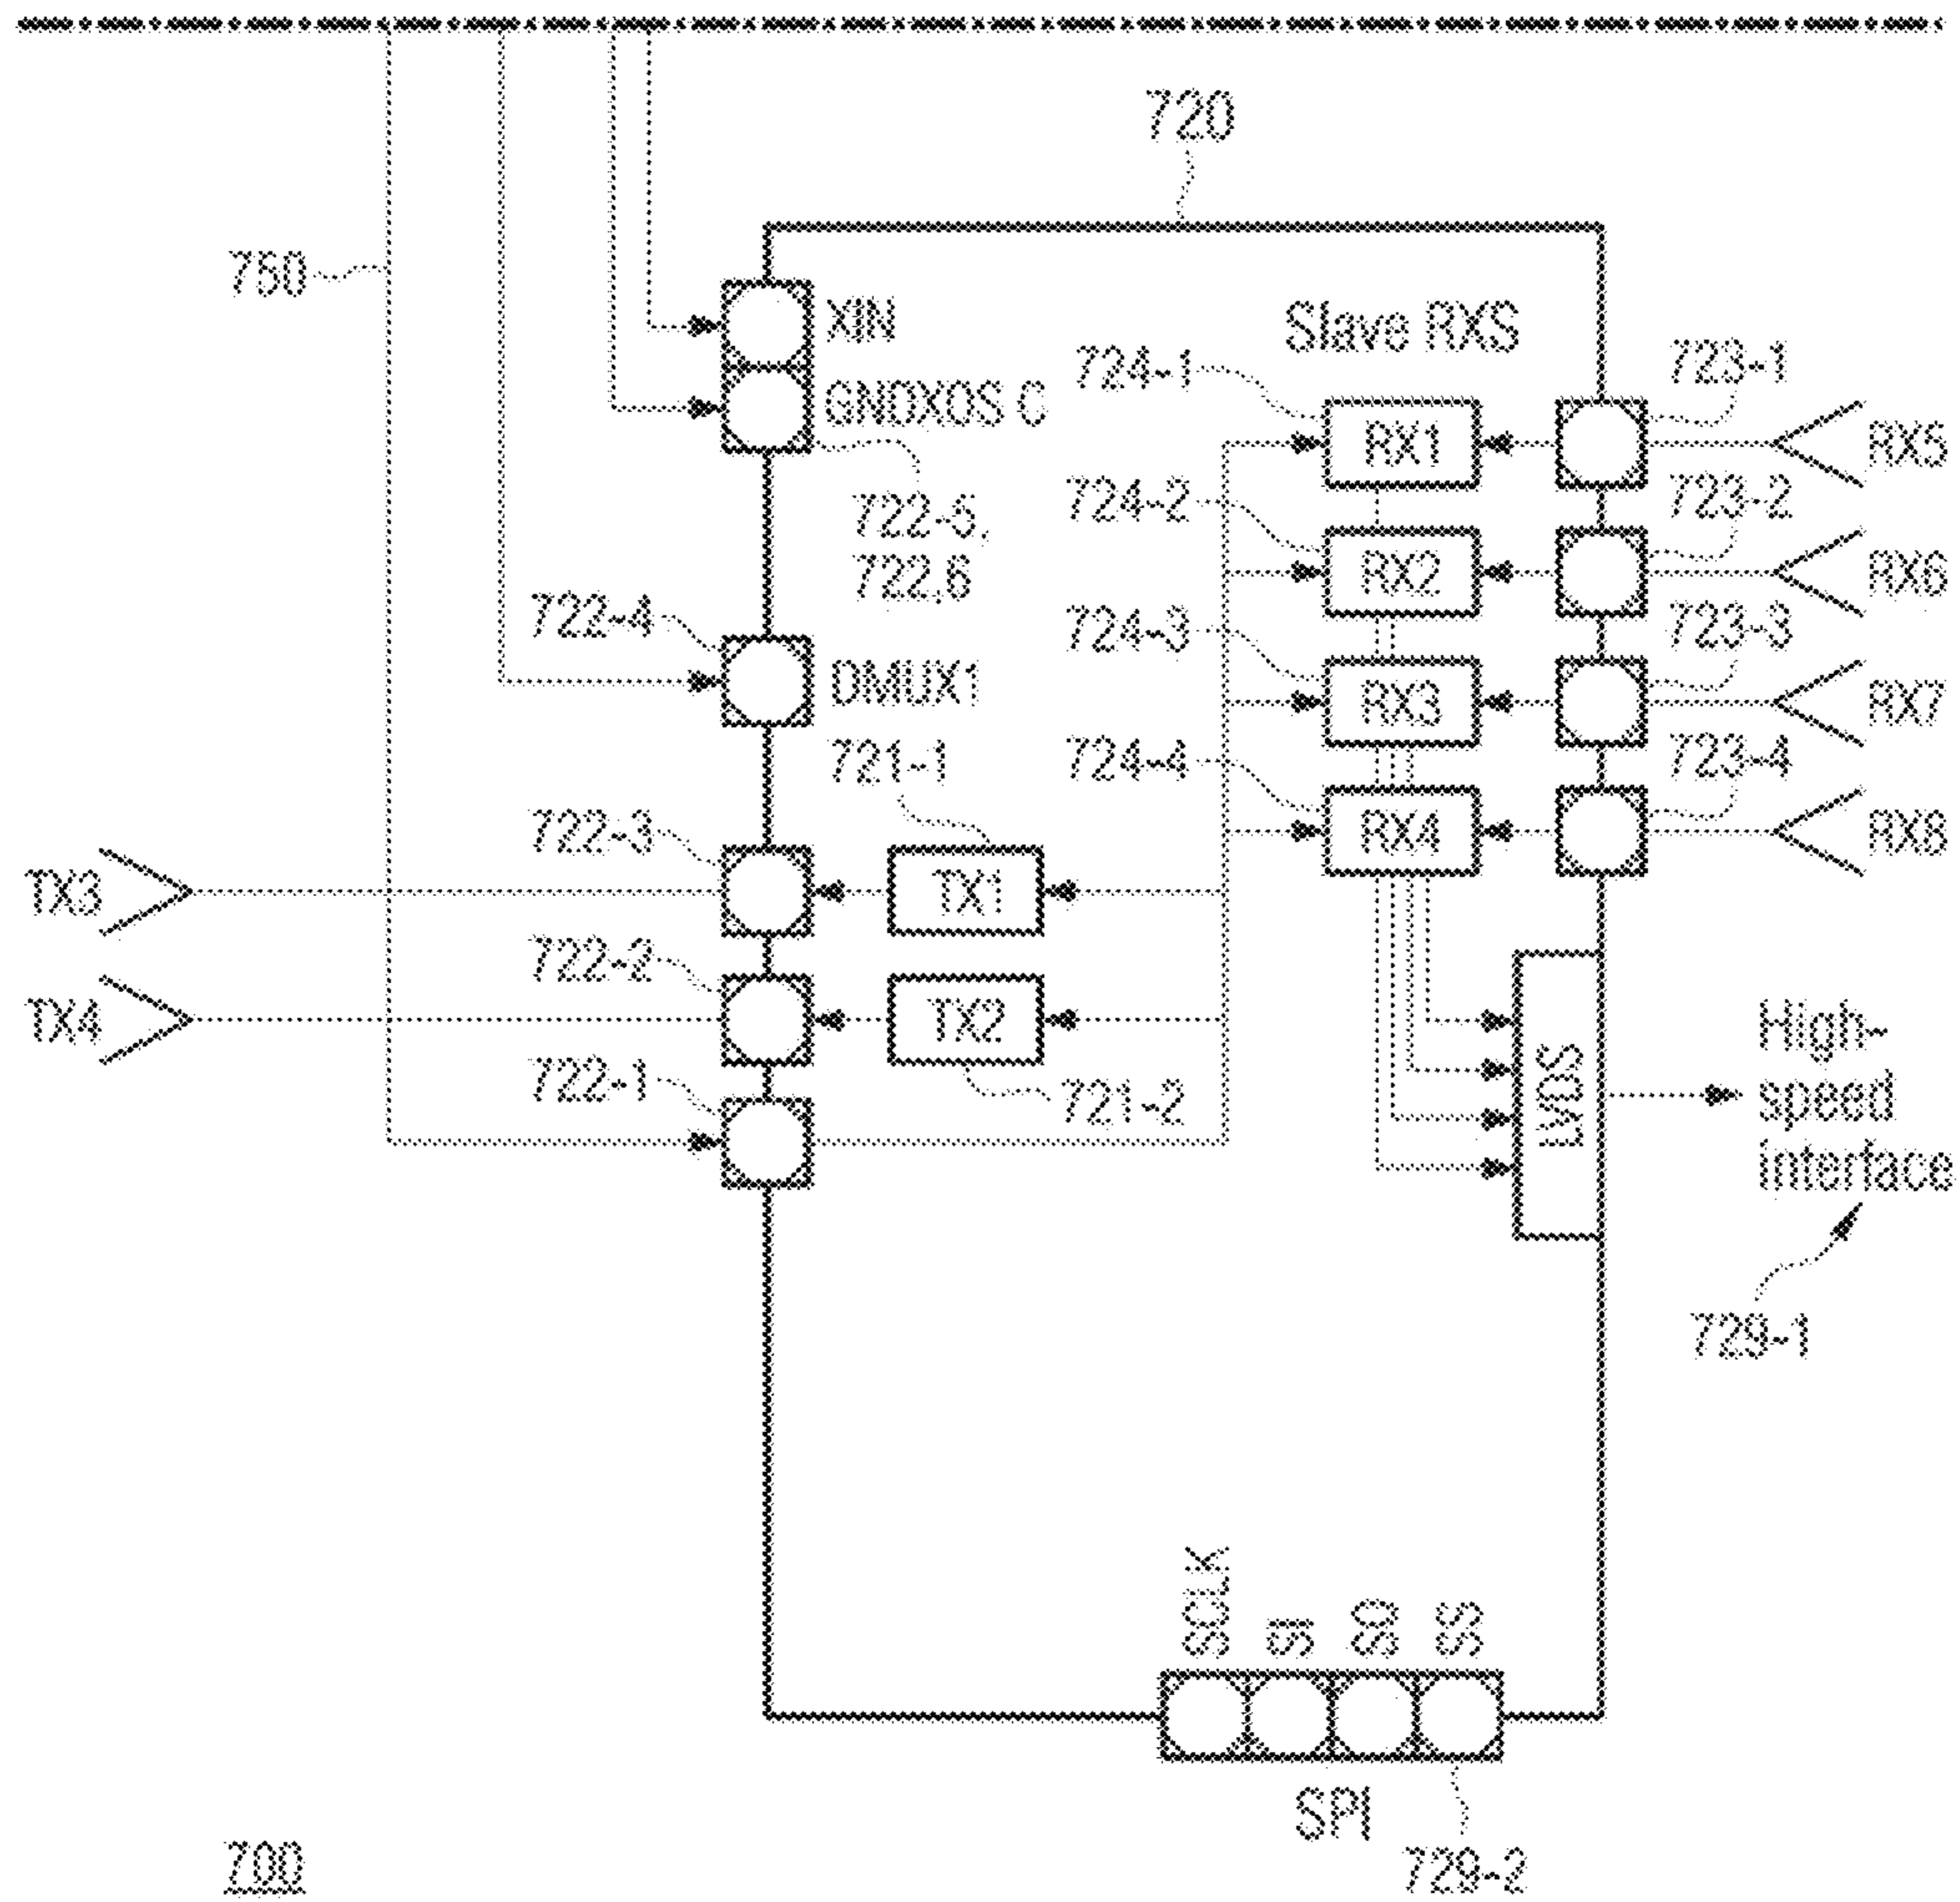 720
750
XIN
Slave RXS
724-1
723-1
GNDXOS C
RX1
RX5
724-2
723-2
722-5,
722,6
RX2
RX6
722-4
724-3
723-3
DMUX1
RX3
RX7
721-1
724-4
723-4
722-3
RX4
RX8
TX3
TX1
722-2
TX4
TX2
High-
speed
interface
LVDS
722-1
721-2
729-1
SCLK
SI
SO
SS
SPI
729-2
700